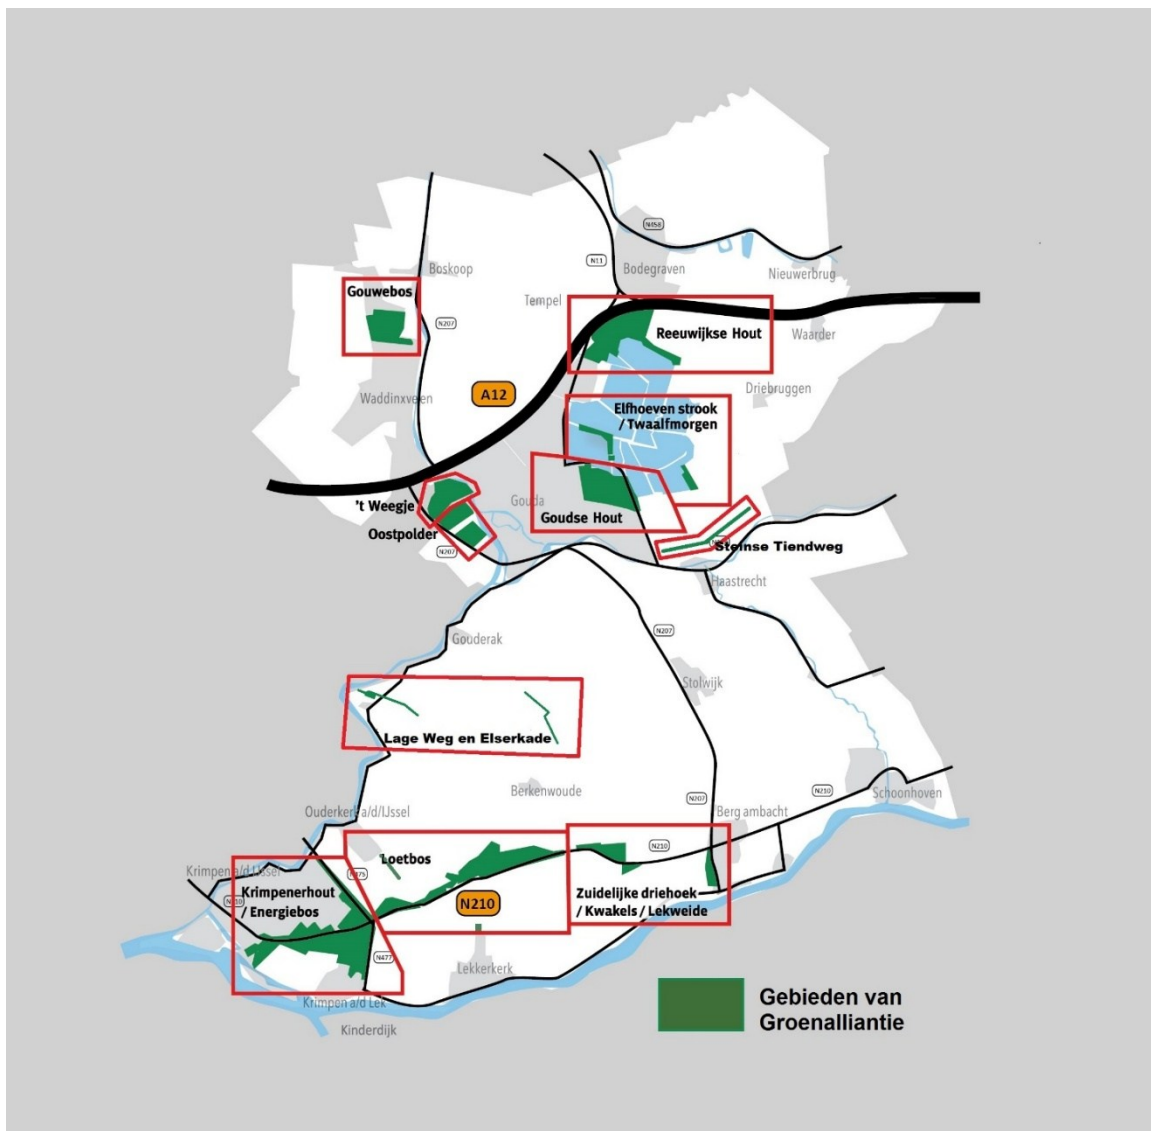 N458
Boskoop
N11
Bodegraven
Nieuwerbrug
Gouwebos
Tempel
N207
Reeuwijkse Hout
Waarder
Driebruggen
Waddinxveen
A12
Elfhoeven strook
/ Twaalfmorgen
't Weegje
Gouda
Goudse Hout
Oostpolder
N207
Steinse Tiendweg
Haastrecht
Gouderak
N207
Stolwijk
Lage Weg en Elserkade
Berkenwoude
N207
N210
Schoonhoven
Ouderkerk a/d/IJssel
Bergambacht
N210
Loetbos
Krimpen a/d IJssel
N475
Krimpenerhout
/ Energiebos
N210
N210
Zuidelijke driehoek
/ Kwakels / Lekweide
N477
Lekkerkerk
Krimpen a/d Lek
Kinderdijk
Gebieden van
Groenalliantie